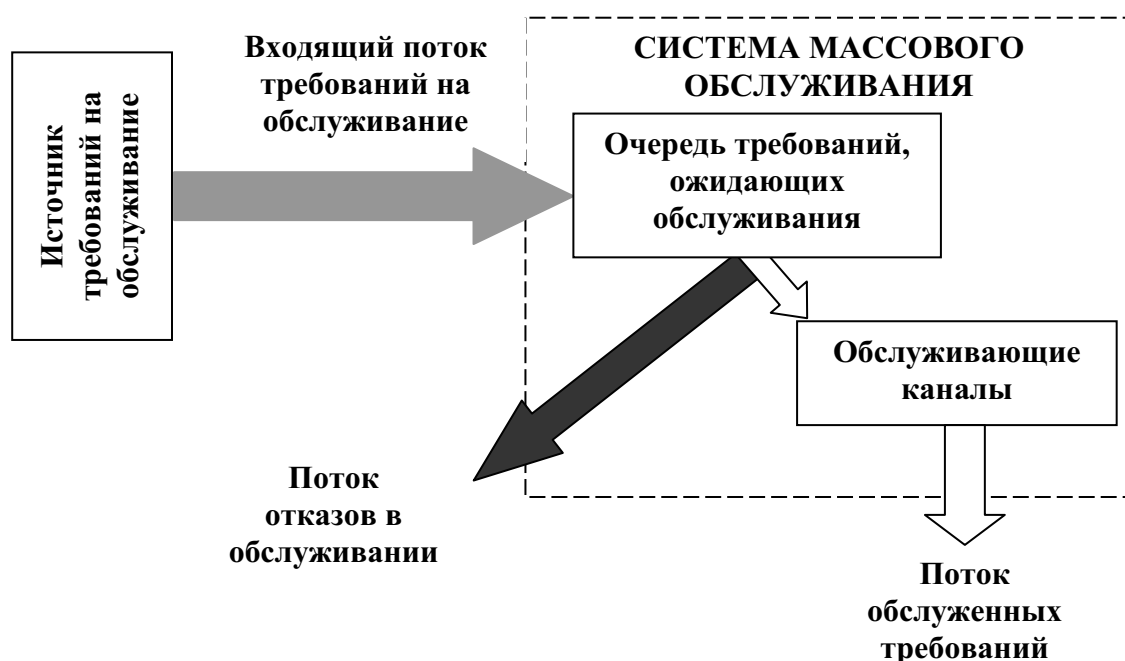 Источник
требований на
обслуживание
Входящий поток
требований на
обслуживание
СИСТЕМА МАССОВОГО
ОБСЛУЖИВАНИЯ
Очередь требований,
ожидающих
обслуживания
Обслуживающие
каналы
Поток
отказов в
обслуживании
Поток
обслуженных
требований